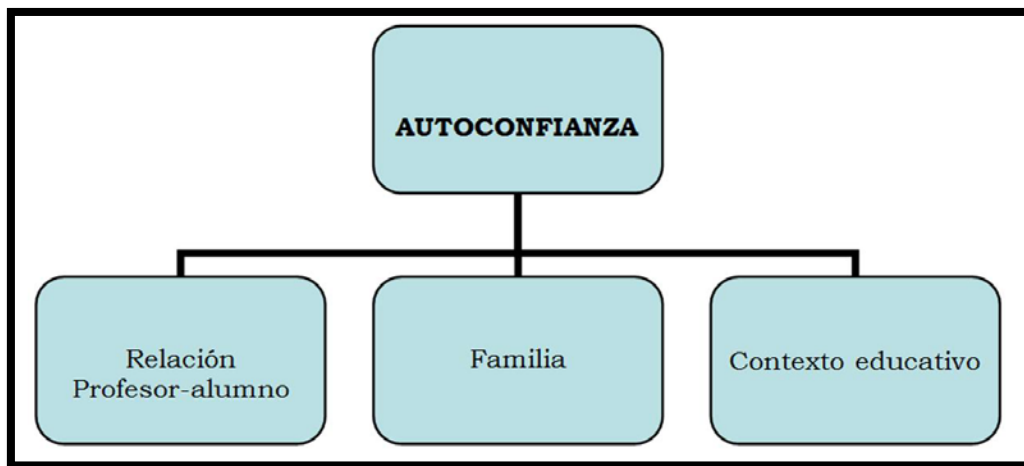 AUTOCONFIANZA
Relación
Profesor-alumno
Familia
Contexto educativo